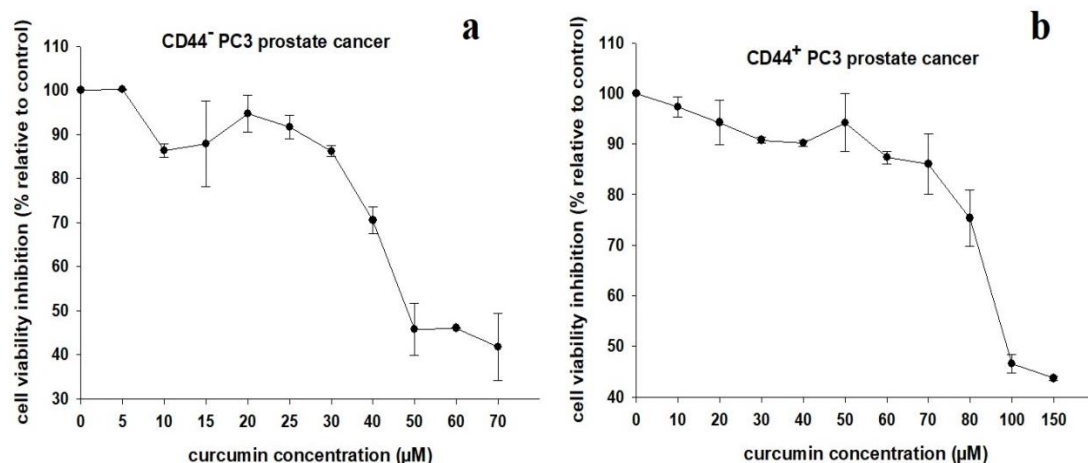 a
CD44⁻ PC3 prostate cancer
cell viability inhibition (% relative to control)
110
100
90
80
70
60
50
40
30
0 5 10 15 20 25 30 40 50 60 70
curcumin concentration (µM)
b
CD44⁺ PC3 prostate cancer
cell viability inhibition (% relative to control)
110
100
90
80
70
60
50
40
0 10 20 30 40 50 60 70 80 100 150
curcumin concentration (µM)